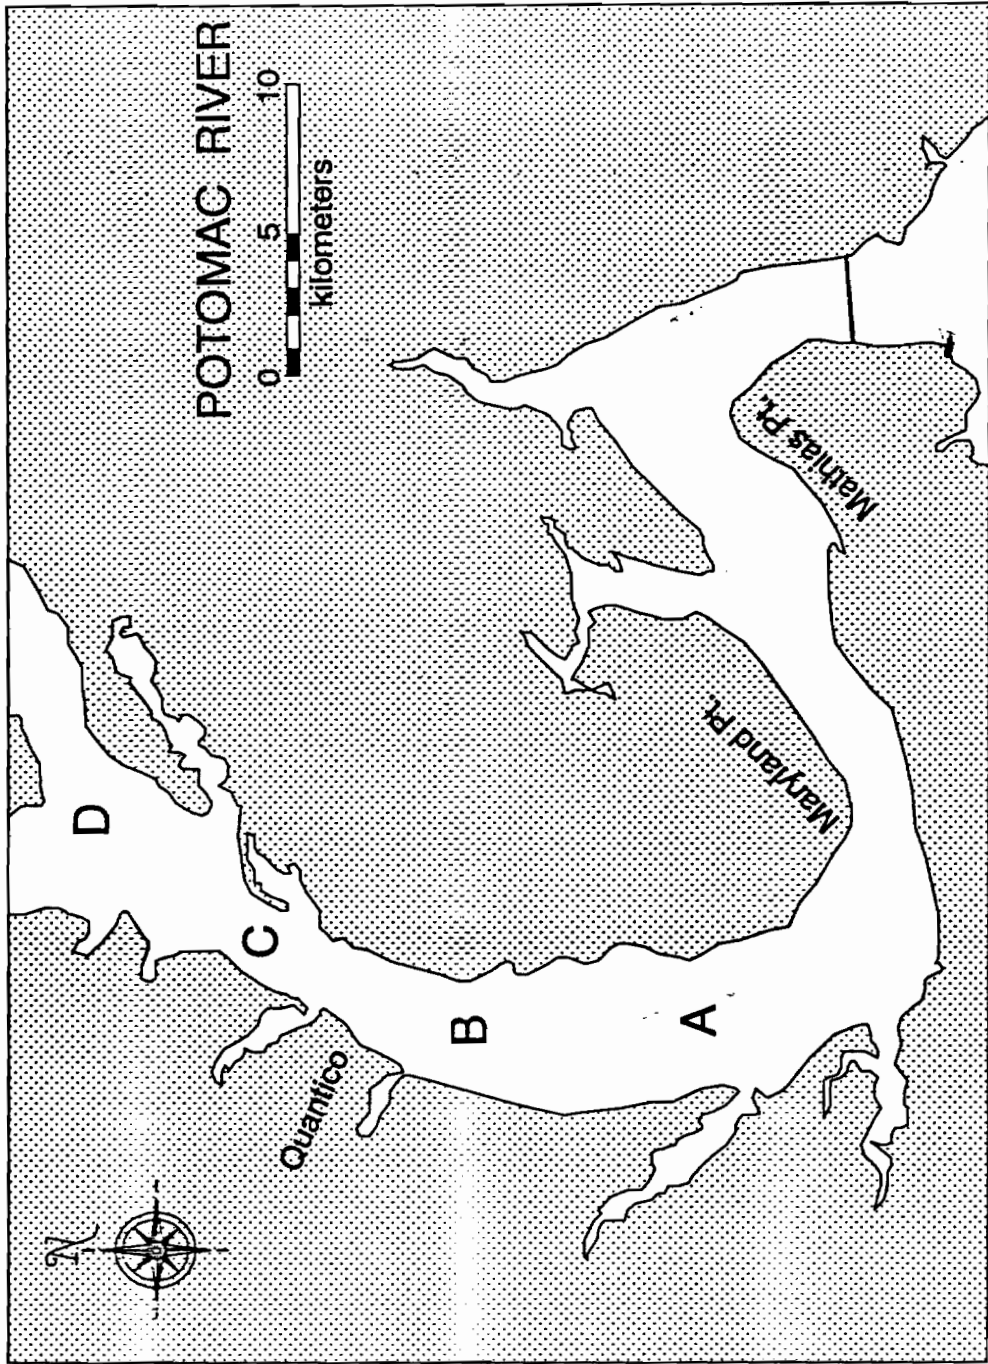 POTOMAC RIVER
0 5 10
kilometers
N
D
C
B
A
Quantico
Maryland Pt.
Mathias Pt.